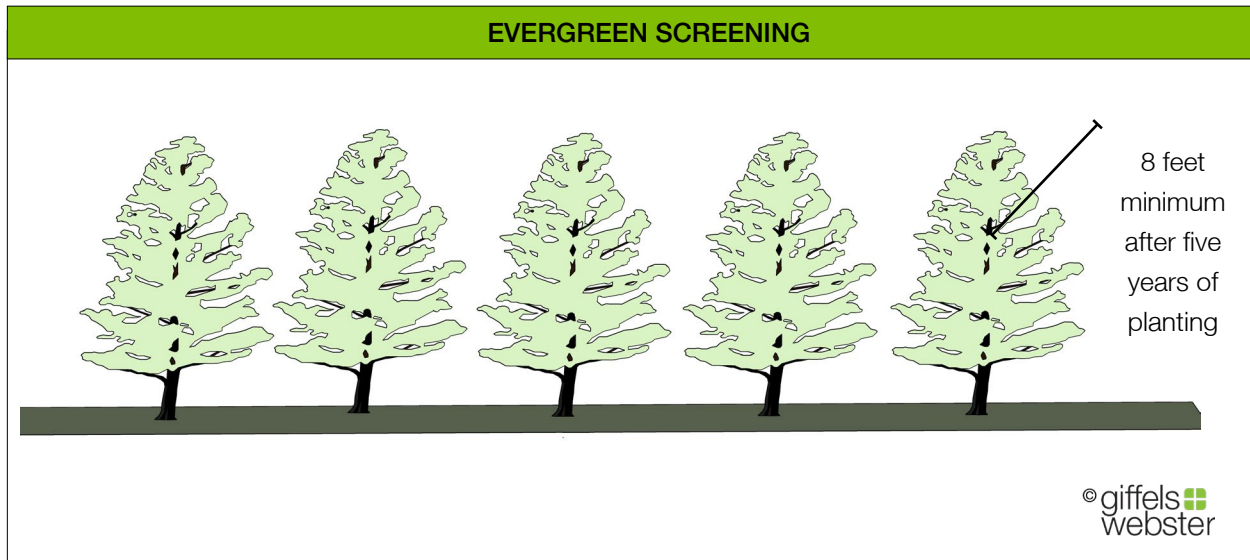 EVERGREEN SCREENING
8 feet
minimum
after five
years of
planting
© giffels
webster